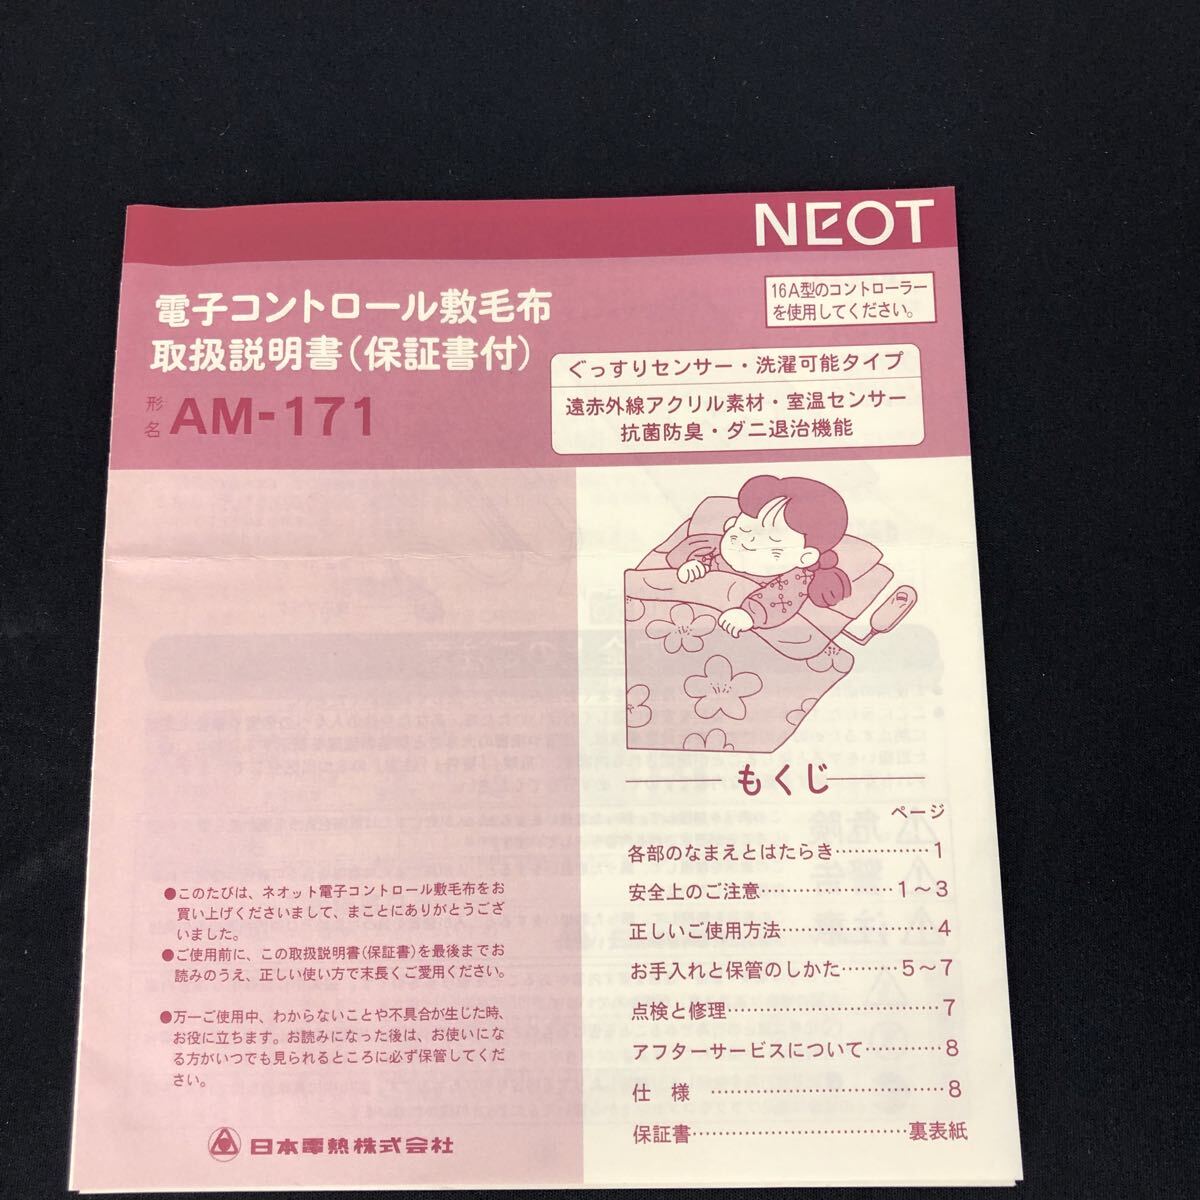 NEOT
電子コントロール敷毛布
取扱説明書(保証書付)
形名 AM-171
16A型のコントローラー
を使用してください。
ぐっすりセンサー・洗濯可能タイプ
遠赤外線アクリル素材・室温センサー
抗菌防臭・ダニ退治機能
●このたびは、ネオット電子コントロール敷毛布をお
買い上げくださいまして、まことにありがとうござ
いました。
●ご使用前に、この取扱説明書(保証書)を最後までお
読みのうえ、正しい使い方で末長くご愛用ください。
●万一ご使用中、わからないことや不具合が生じた時、
お役に立ちます。お読みになった後は、お使いにな
る方がいつでも見られるところに必ず保管してくだ
さい。
日本電熱株式会社
もくじ
ページ
各部のなまえとはたらき……………1
安全上のご注意…………………1〜3
正しいご使用方法……………………4
お手入れと保管のしかた………5〜7
点検と修理……………………………7
アフターサービスについて…………8
仕 様 ………………………………8
保証書……………………………裏表紙